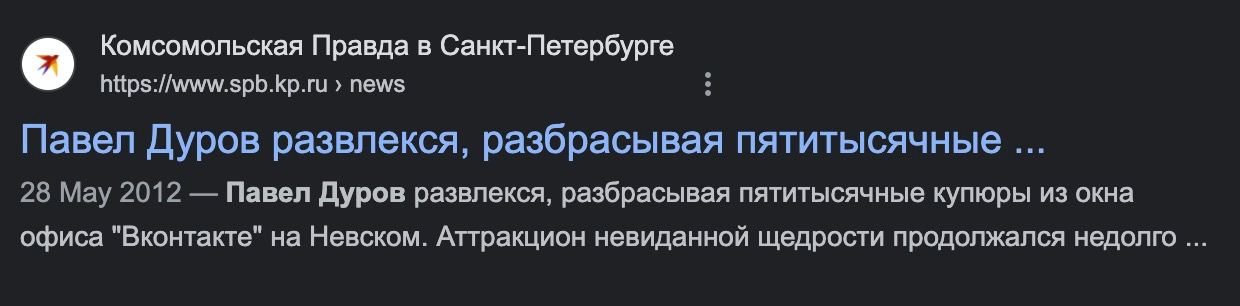 Комсомольская Правда в Санкт-Петербурге
https://www.spb.kp.ru › news
Павел Дуров развлекся, разбрасывая пятитысячные ...
28 May 2012 — Павел Дуров развлекся, разбрасывая пятитысячные купюры из окна
офиса "Вконтакте" на Невском. Аттракцион невиданной щедрости продолжался недолго ...